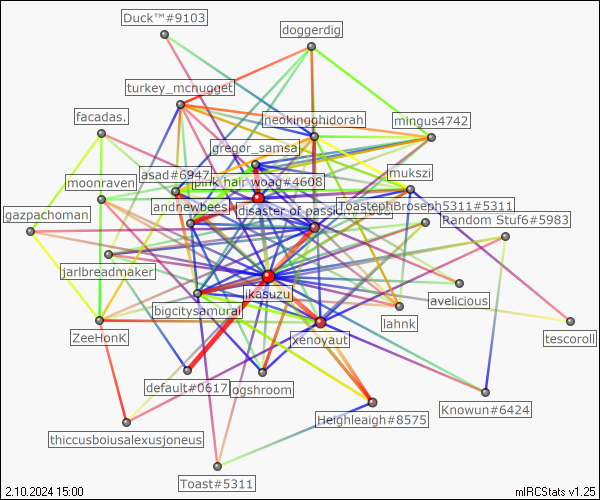 Duck™#9103
doggerdig
turkey_mcnugget
facadas.
neokingghidorah
mingus4742
gregor_samsa
asad#6947
mukszi
moonraven
pink hair woag#4608
andnewbees
ToastephBroseph5311#5311
gazpachoman
disaster of passion#
Random Stuf6#5983
jarlbreadmaker
ikasuzu
avelicious
bigcitysamurai
lahnk
ZeeHonK
xenoyaut
tescoroll
default#0617
ogshroom
Heighleaigh#8575
Knowun#6424
thiccusboiusalexusjoneus
Toast#5311
2.10.2024 15:00
mIRCStats v1.25